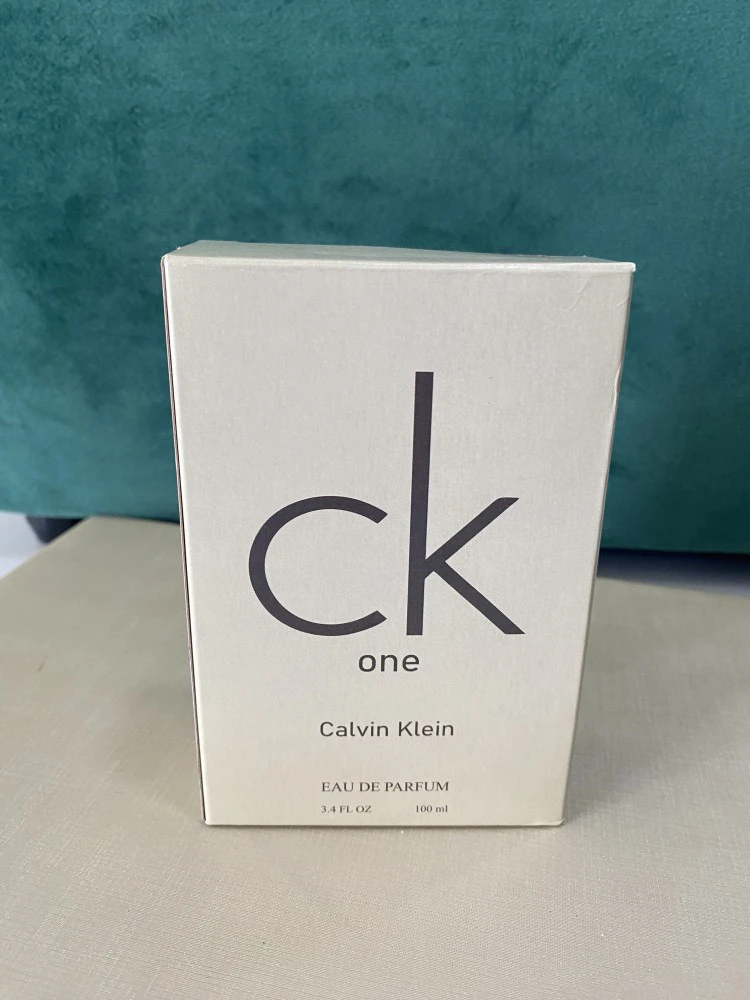 ck
one
Calvin Klein
EAU DE PARFUM
3.4 FL OZ 100 ml